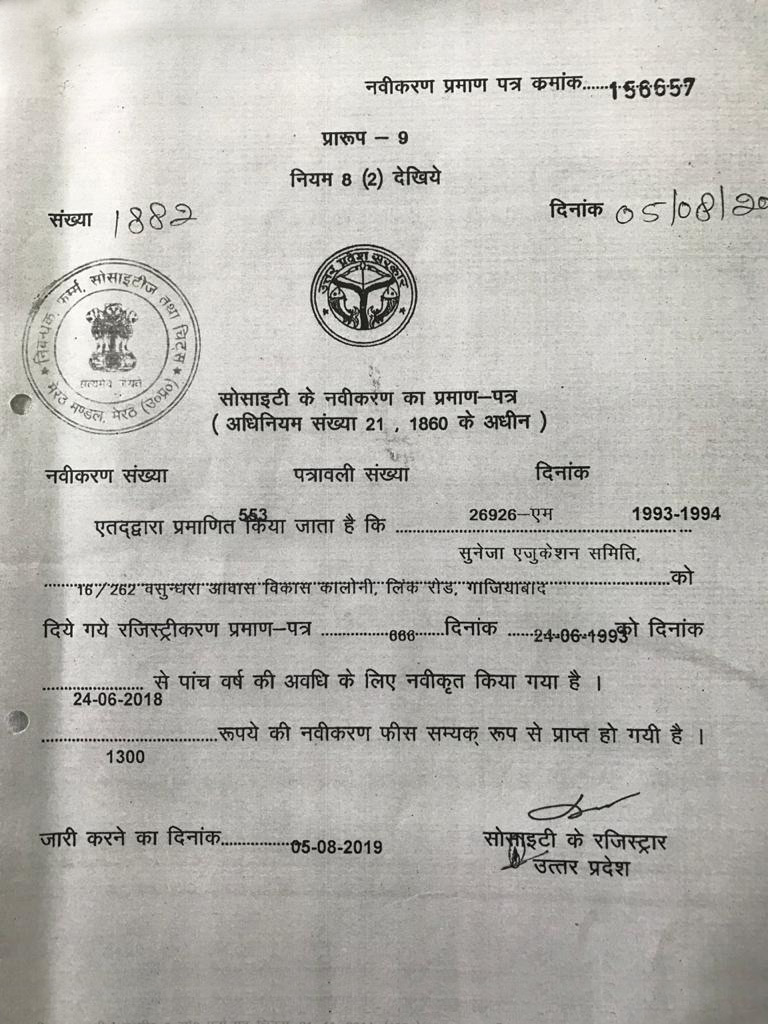 नवीकरण प्रमाण पत्र कमांक......156657
प्रारूप – 9
नियम 8 (2) देखिये
संख्या 1882
दिनांक 05/08/20
उत्तर प्रदेश सरकार
निबन्धक, फर्म्स, सोसाइटीज तथा चिट्स
सत्यमेव जयते
मेरठ मण्डल, मेरठ (उ०प्र०)
सोसाइटी के नवीकरण का प्रमाण–पत्र
( अधिनियम संख्या 21 , 1860 के अधीन )
नवीकरण संख्या पत्रावली संख्या दिनांक
553 26926-एम 1993-1994
एतद्द्वारा प्रमाणित किया जाता है कि
सुनेजा एजुकेशन समिति,
16/262 वसुन्धरा आवास विकास कालोनी, लिंक रोड, गाजियाबाद को
दिये गये रजिस्ट्रीकरण प्रमाण–पत्र 666 दिनांक 24-06-1993 को दिनांक
24-06-2018 से पांच वर्ष की अवधि के लिए नवीकृत किया गया है ।
1300 रूपये की नवीकरण फीस सम्यक् रूप से प्राप्त हो गयी है ।
जारी करने का दिनांक 05-08-2019
सोसाइटी के रजिस्ट्रार
उत्तर प्रदेश